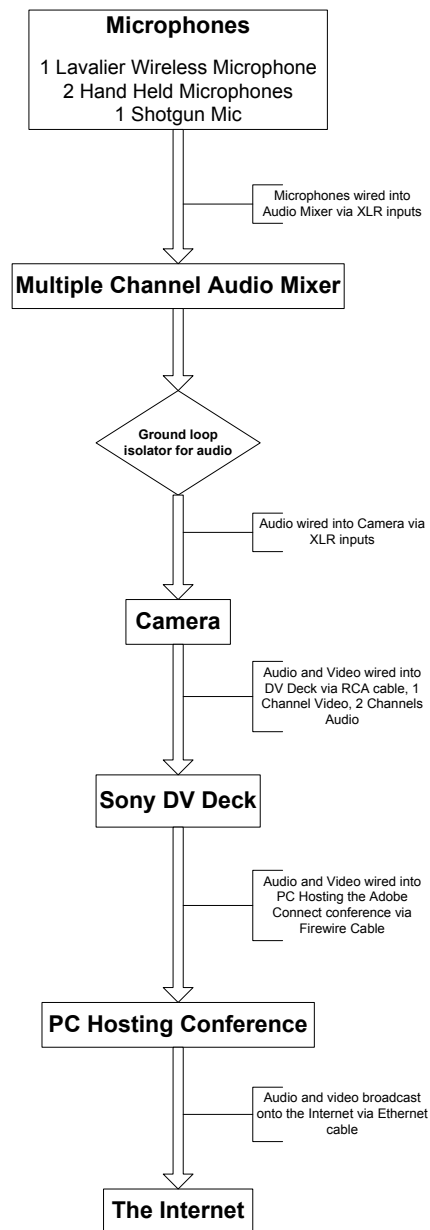 Microphones
1 Lavalier Wireless Microphone
2 Hand Held Microphones
1 Shotgun Mic
Microphones wired into
Audio Mixer via XLR inputs
Multiple Channel Audio Mixer
Ground loop
isolator for audio
Audio wired into Camera via
XLR inputs
Camera
Audio and Video wired into
DV Deck via RCA cable, 1
Channel Video, 2 Channels
Audio
Sony DV Deck
Audio and Video wired into
PC Hosting the Adobe
Connect conference via
Firewire Cable
PC Hosting Conference
Audio and video broadcast
onto the Internet via Ethernet
cable
The Internet